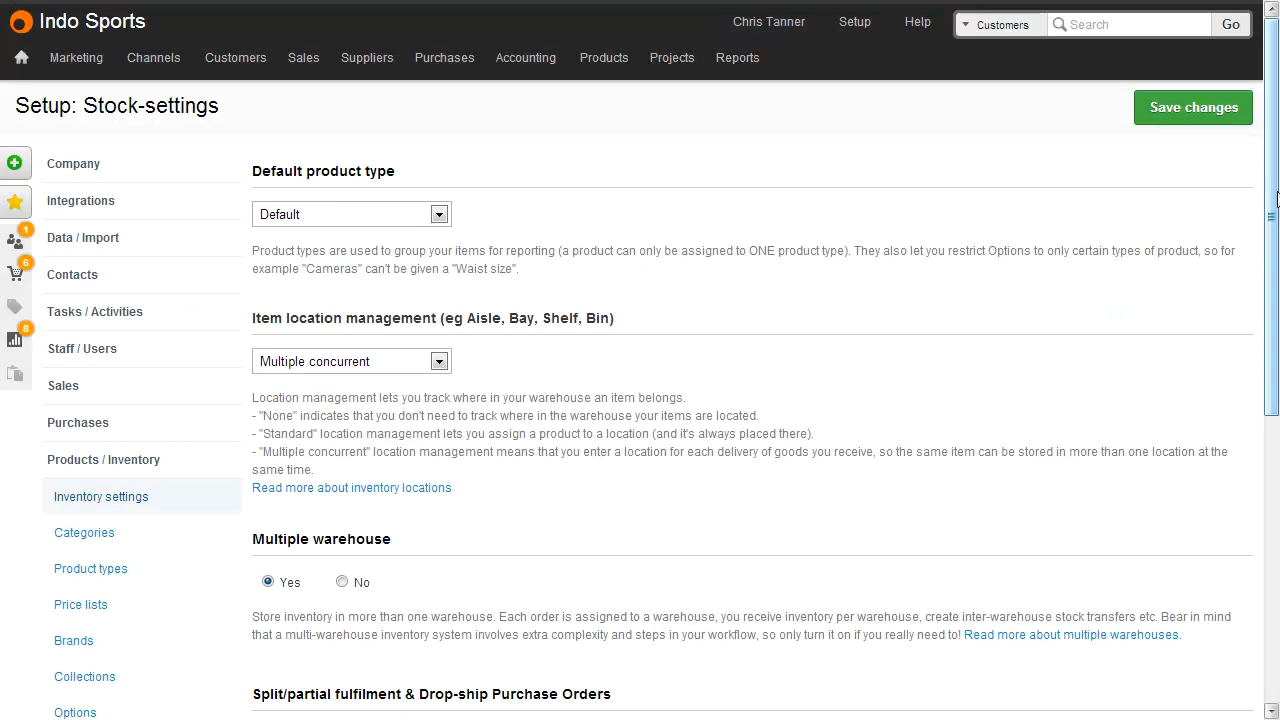 Indo Sports
Chris Tanner Setup Help Customers Search Go
Marketing Channels Customers Sales Suppliers Purchases Accounting Products Projects Reports
Setup: Stock-settings
Save changes
1
6
8
Company
Integrations
Data / Import
Contacts
Tasks / Activities
Staff / Users
Sales
Purchases
Products / Inventory
Inventory settings
Categories
Product types
Price lists
Brands
Collections
Options
Default product type
Default
Product types are used to group your items for reporting (a product can only be assigned to ONE product type). They also let you restrict Options to only certain types of product, so for
example "Cameras" can't be given a "Waist size".
Item location management (eg Aisle, Bay, Shelf, Bin)
Multiple concurrent
Location management lets you track where in your warehouse an item belongs.
- "None" indicates that you don't need to track where in the warehouse your items are located.
- "Standard" location management lets you assign a product to a location (and it's always placed there).
- "Multiple concurrent" location management means that you enter a location for each delivery of goods you receive, so the same item can be stored in more than one location at the
same time.
Read more about inventory locations
Multiple warehouse
Yes No
Store inventory in more than one warehouse. Each order is assigned to a warehouse, you receive inventory per warehouse, create inter-warehouse stock transfers etc. Bear in mind
that a multi-warehouse inventory system involves extra complexity and steps in your workflow, so only turn it on if you really need to! Read more about multiple warehouses.
Split/partial fulfilment & Drop-ship Purchase Orders